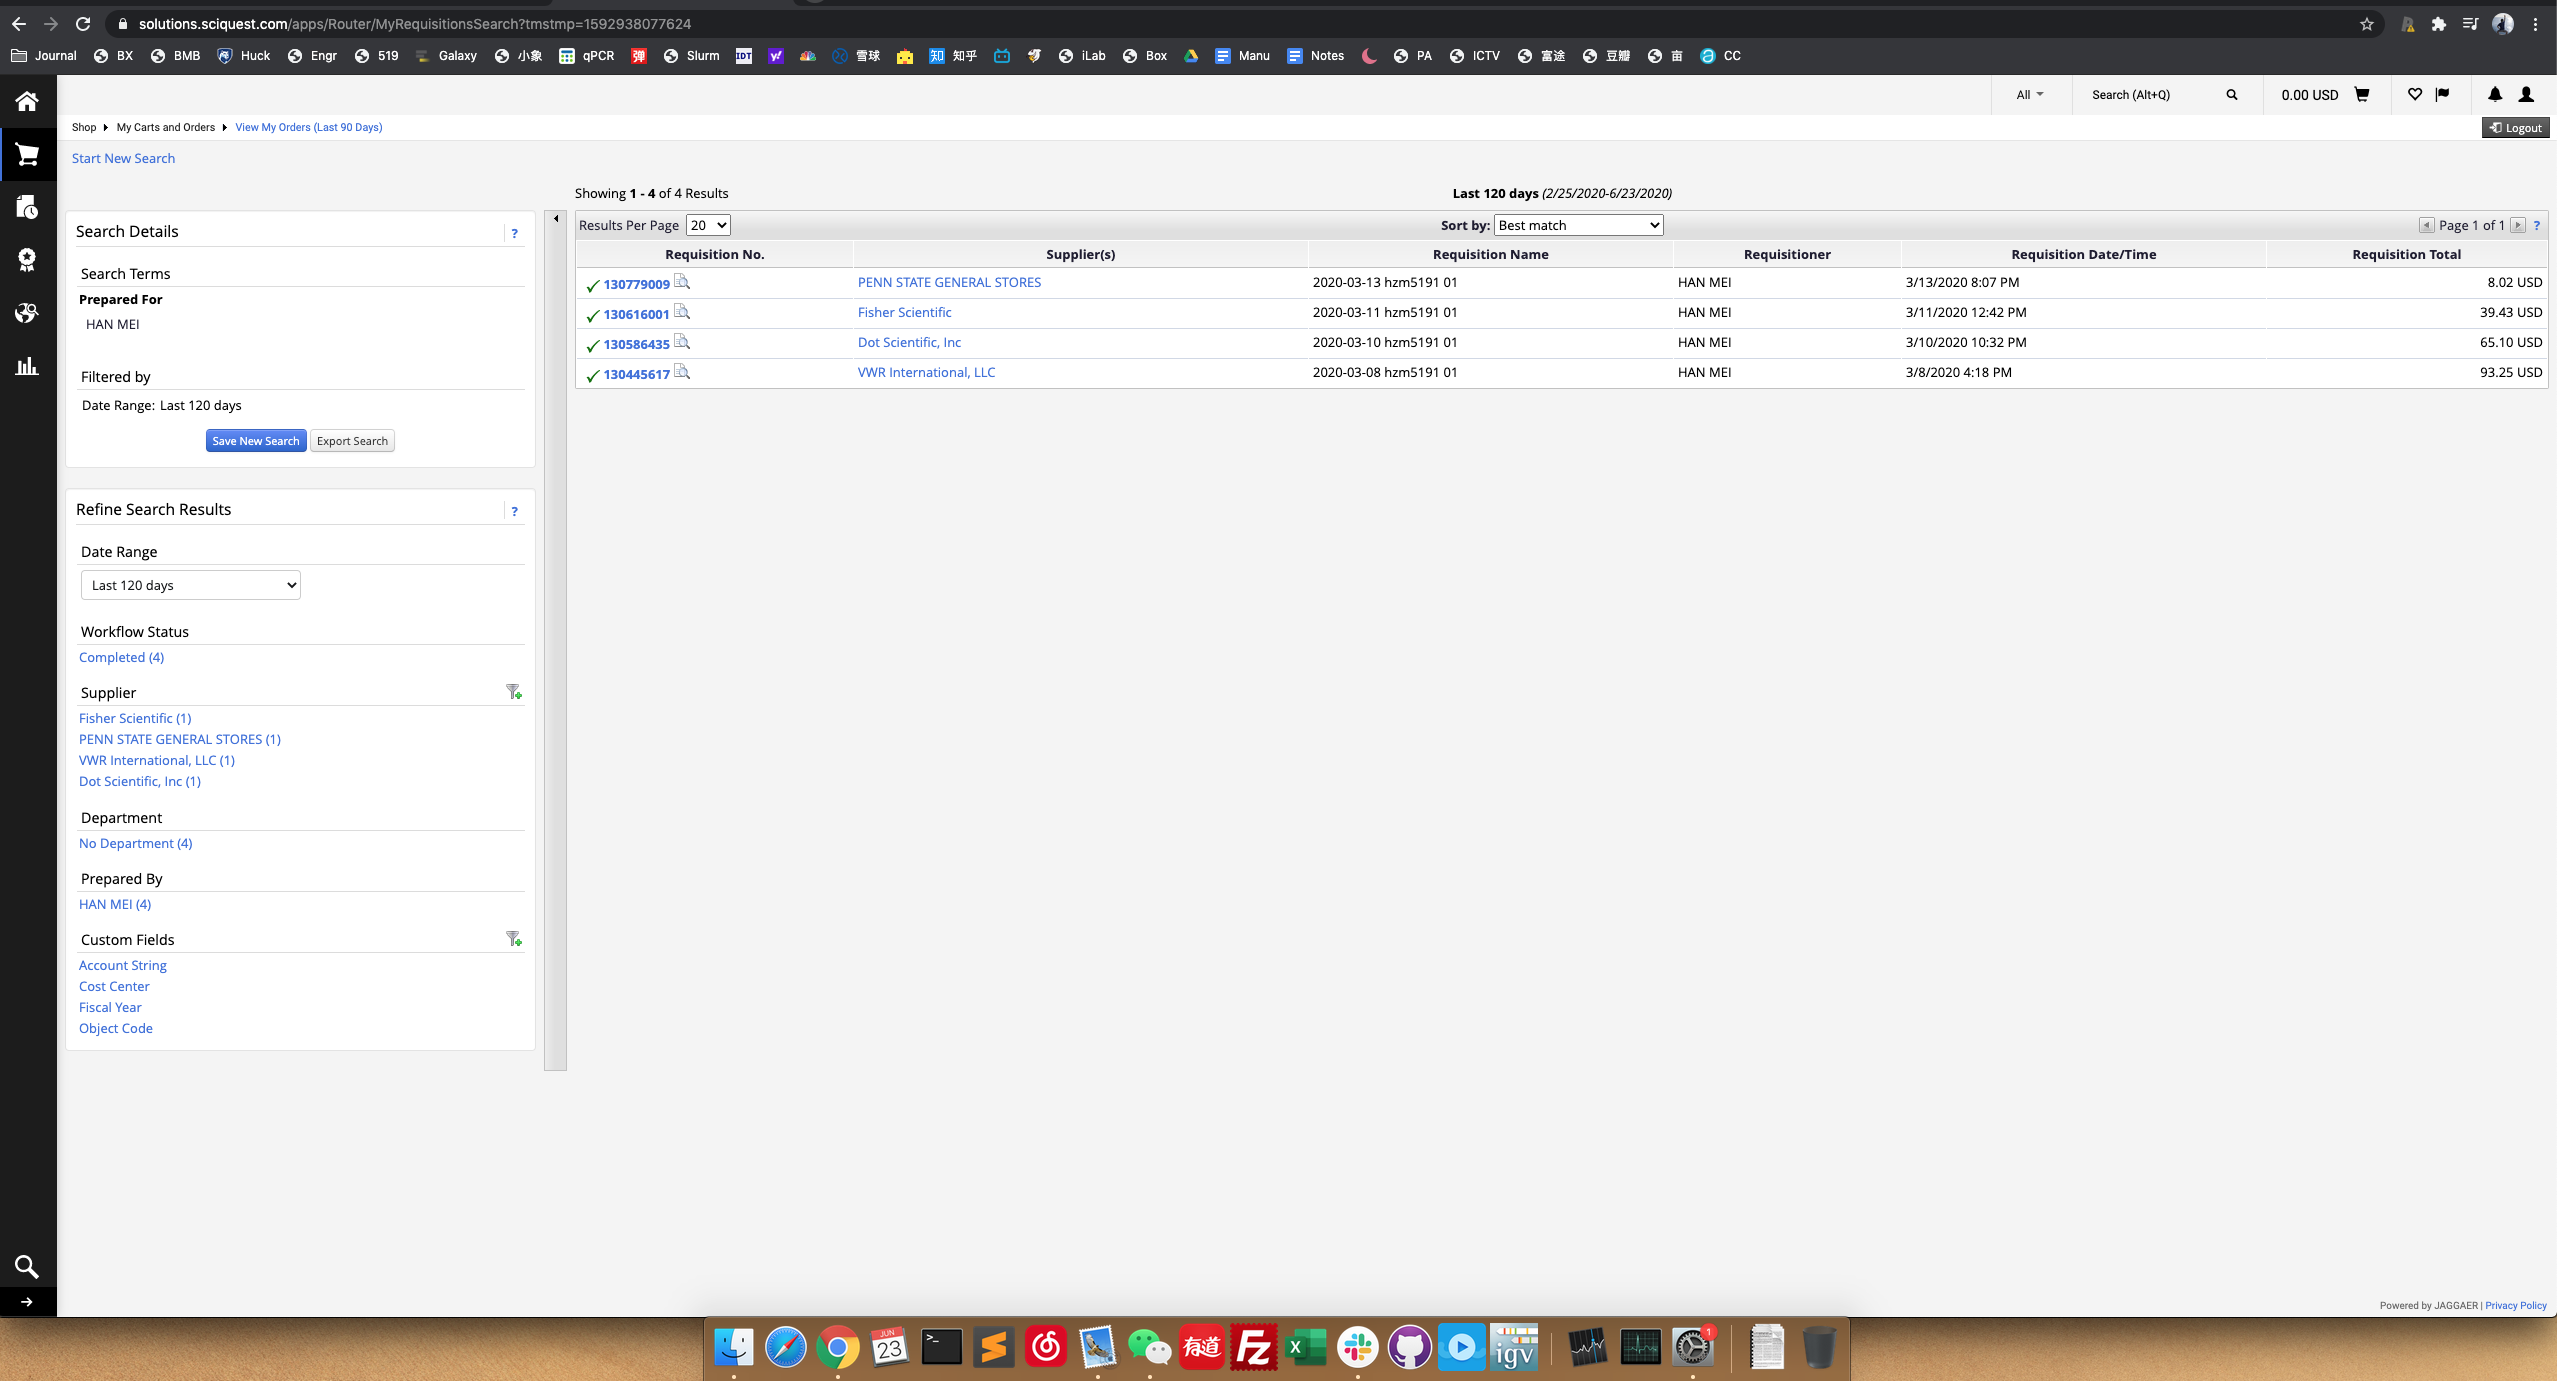 solutions.sciquest.com/apps/Router/MyRequisitionsSearch?tmstmp=1592938077624
Journal BX BMB Huck Engr 519 Galaxy 小象 qPCR 弹 Slurm IDT y! 雪球 知 知乎 iLab Box Manu Notes PA ICTV 富途 豆瓣 亩 CC
All Search (Alt+Q) 0.00 USD
Shop My Carts and Orders View My Orders (Last 90 Days) Logout
Start New Search
Showing 1 - 4 of 4 Results Last 120 days (2/25/2020-6/23/2020)
Results Per Page 20 Sort by: Best match Page 1 of 1 ?
Requisition No. Supplier(s) Requisition Name Requisitioner Requisition Date/Time Requisition Total
130779009 PENN STATE GENERAL STORES 2020-03-13 hzm5191 01 HAN MEI 3/13/2020 8:07 PM 8.02 USD
130616001 Fisher Scientific 2020-03-11 hzm5191 01 HAN MEI 3/11/2020 12:42 PM 39.43 USD
130586435 Dot Scientific, Inc 2020-03-10 hzm5191 01 HAN MEI 3/10/2020 10:32 PM 65.10 USD
130445617 VWR International, LLC 2020-03-08 hzm5191 01 HAN MEI 3/8/2020 4:18 PM 93.25 USD
Search Details ?
Search Terms
Prepared For
HAN MEI
Filtered by
Date Range: Last 120 days
Save New Search Export Search
Refine Search Results ?
Date Range
Last 120 days
Workflow Status
Completed (4)
Supplier
Fisher Scientific (1)
PENN STATE GENERAL STORES (1)
VWR International, LLC (1)
Dot Scientific, Inc (1)
Department
No Department (4)
Prepared By
HAN MEI (4)
Custom Fields
Account String
Cost Center
Fiscal Year
Object Code
Powered by JAGGAER | Privacy Policy
JUN
23 >_ 有道 Fz X igv 1